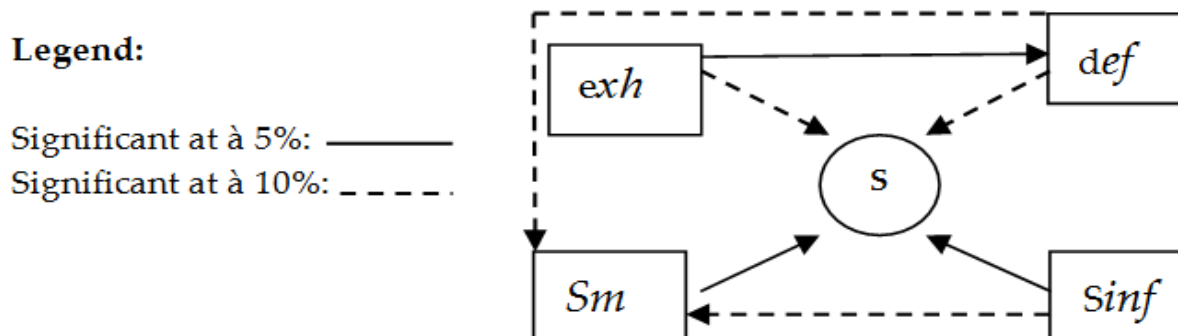 Legend:
Significant at à 5%:
Significant at à 10%:
exh
def
s
Sm
Sinf